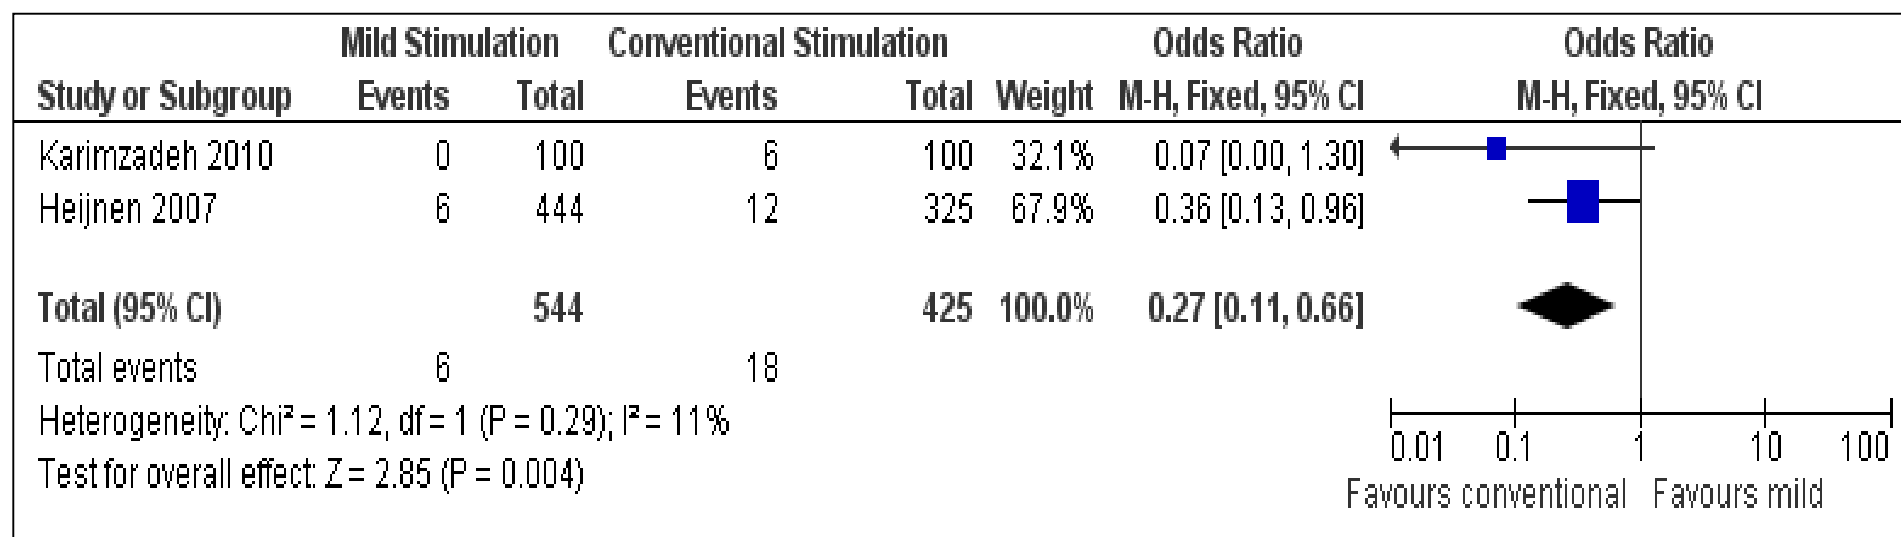 Mild Stimulation Conventional Stimulation Odds Ratio Odds Ratio
Study or Subgroup Events Total Events Total Weight M-H, Fixed, 95% CI M-H, Fixed, 95% CI
Karimzadeh 2010 0 100 6 100 32.1% 0.07 [0.00, 1.30]
Heijnen 2007 6 444 12 325 67.9% 0.36 [0.13, 0.96]
Total (95% CI) 544 425 100.0% 0.27 [0.11, 0.66]
Total events 6 18
Heterogeneity: Chi² = 1.12, df = 1 (P = 0.29); I² = 11%
Test for overall effect: Z = 2.85 (P = 0.004)
0.01 0.1 1 10 100
Favours conventional Favours mild